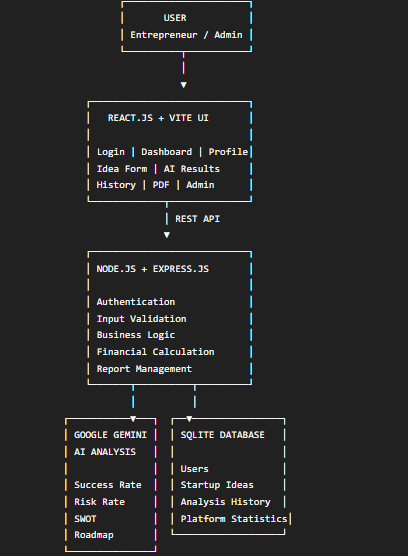 USER
Entrepreneur / Admin
REACT.JS + VITE UI
Login | Dashboard | Profile
Idea Form | AI Results
History | PDF | Admin
REST API
NODE.JS + EXPRESS.JS
Authentication
Input Validation
Business Logic
Financial Calculation
Report Management
GOOGLE GEMINI
AI ANALYSIS
Success Rate
Risk Rate
SWOT
Roadmap
SQLITE DATABASE
Users
Startup Ideas
Analysis History
Platform Statistics